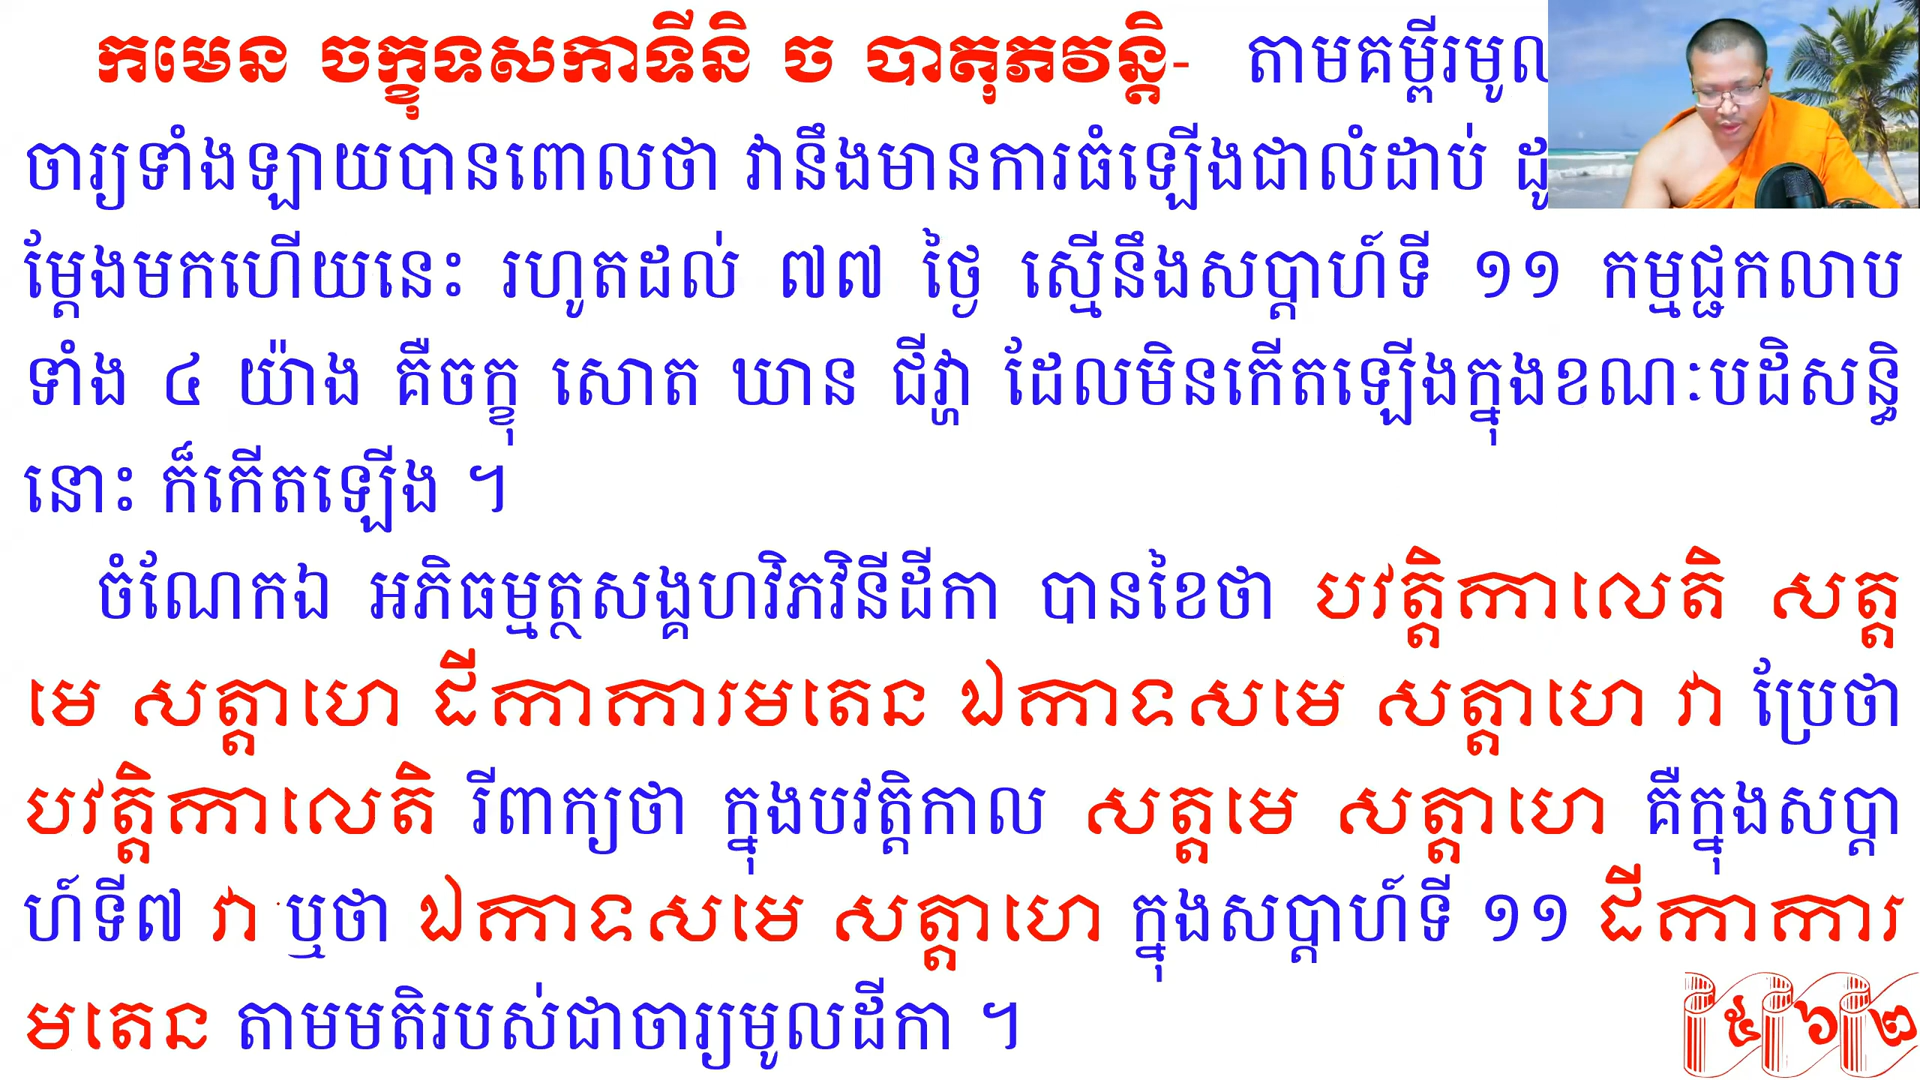 កមេន ចក្ខុទសកាទីនិ ច បាតុភវន្តិ- តាមគម្ពីរមូល
ចារ្យទាំងឡាយបានពោលថា វានឹងមានការធំឡើងជាលំដាប់ ដូ
ម្តែងមកហើយនេះ រហូតដល់ ៧៧ ថ្ងៃ ស្មើនឹងសប្តាហ៍ទី ១១ កម្មជ្ជកលាប
ទាំង ៤ យ៉ាង គឺចក្ខុ សោត ឃាន ជីវ្ហា ដែលមិនកើតឡើងក្នុងខណៈបដិសន្ធិ
នោះ ក៏កើតឡើង ។
ចំណែកឯ អភិធម្មត្ថសង្គហវិភវិនីដីកា បានខៃថា បវត្តិកាលេតិ សត្ត
មេ សត្តាហេ ដីកាការមតេន ឯកាទសមេ សត្តាហេ វា ប្រែថា
បវត្តិកាលេតិ រីពាក្យថា ក្នុងបវត្តិកាល សត្តមេ សត្តាហេ គឺក្នុងសប្តា
ហ៍ទី៧ វា ឬថា ឯកាទសមេ សត្តាហេ ក្នុងសប្តាហ៍ទី ១១ ដីកាការ
មតេន តាមមតិរបស់ជាចារ្យមូលដីកា ។
៥៦២